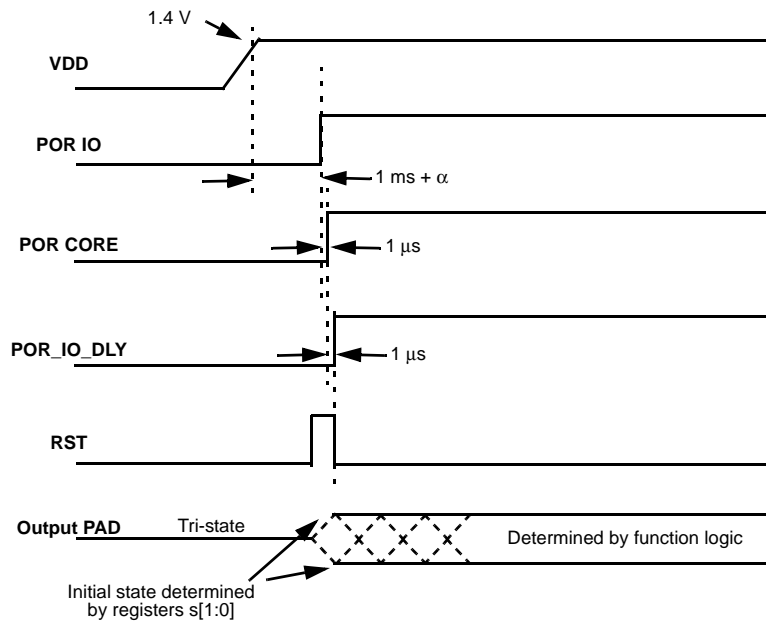 1.4 V
VDD
POR IO
1 ms + α
POR CORE
1 μs
POR_IO_DLY
1 μs
RST
Output PAD
Tri-state
Determined by function logic
Initial state determined
by registers s[1:0]